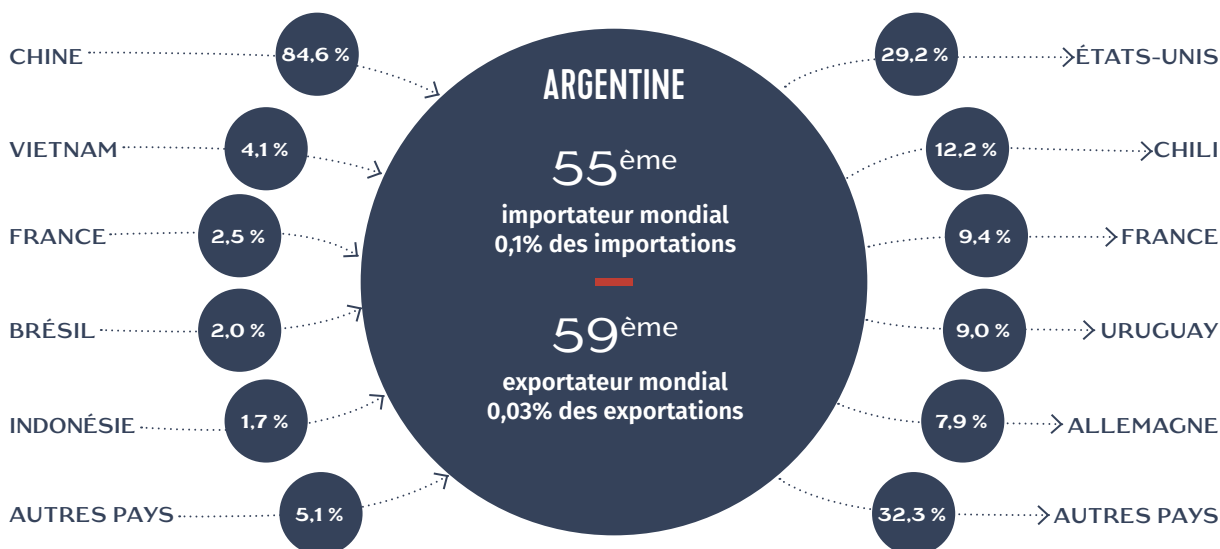 CHINE
84,6 %
VIETNAM
4,1 %
FRANCE
2,5 %
BRÉSIL
2,0 %
INDONÉSIE
1,7 %
AUTRES PAYS
5,1 %
ARGENTINE
55ème
importateur mondial
0,1% des importations
59ème
exportateur mondial
0,03% des exportations
29,2 %
ÉTATS-UNIS
12,2 %
CHILI
9,4 %
FRANCE
9,0 %
URUGUAY
7,9 %
ALLEMAGNE
32,3 %
AUTRES PAYS